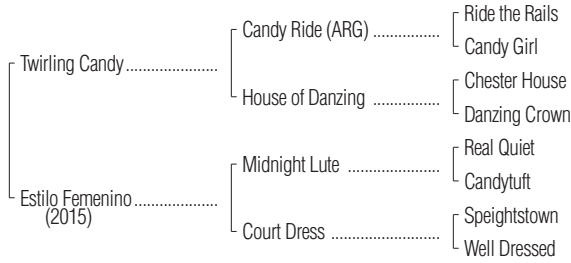 Ride the Rails
Candy Ride (ARG) ................
Candy Girl
Twirling Candy ......................
Chester House
House of Danzing ................
Danzing Crown
Real Quiet
Midnight Lute ......................
Candytuft
Estilo Femenino ....................
(2015)
Speightstown
Court Dress ..........................
Well Dressed